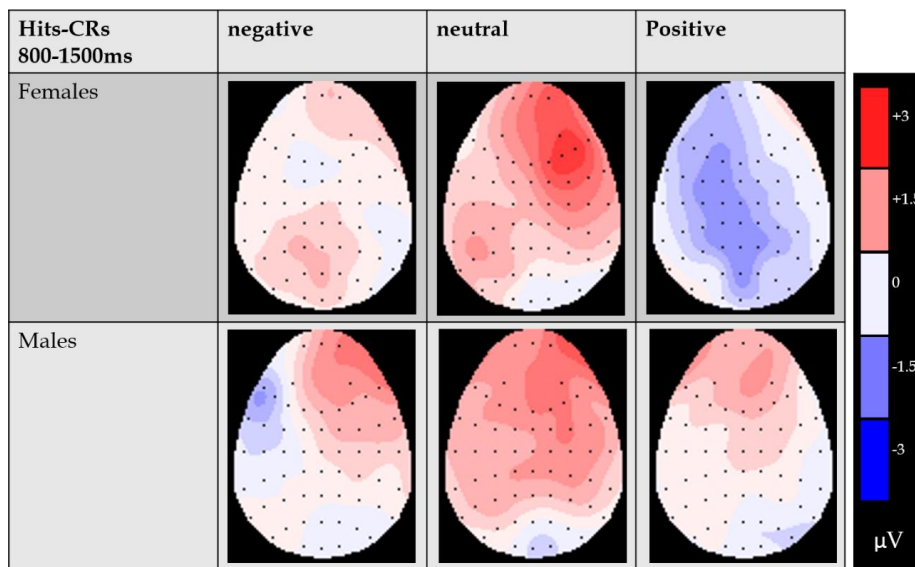 Hits-CRs negative neutral Positive
800-1500ms
Females
+3
+1.5
0
-1.5
-3
Males
µV